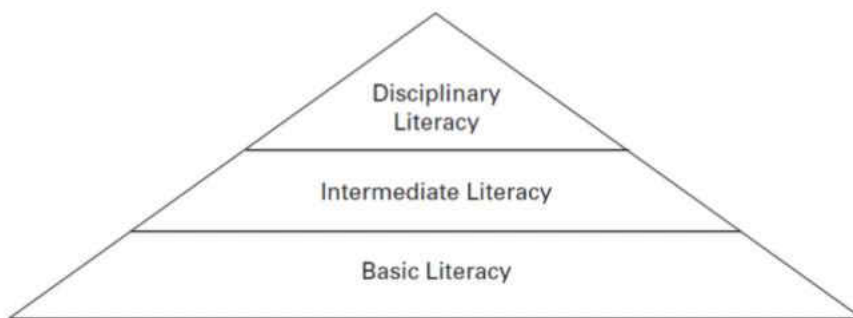 Disciplinary
Literacy
Intermediate Literacy
Basic Literacy